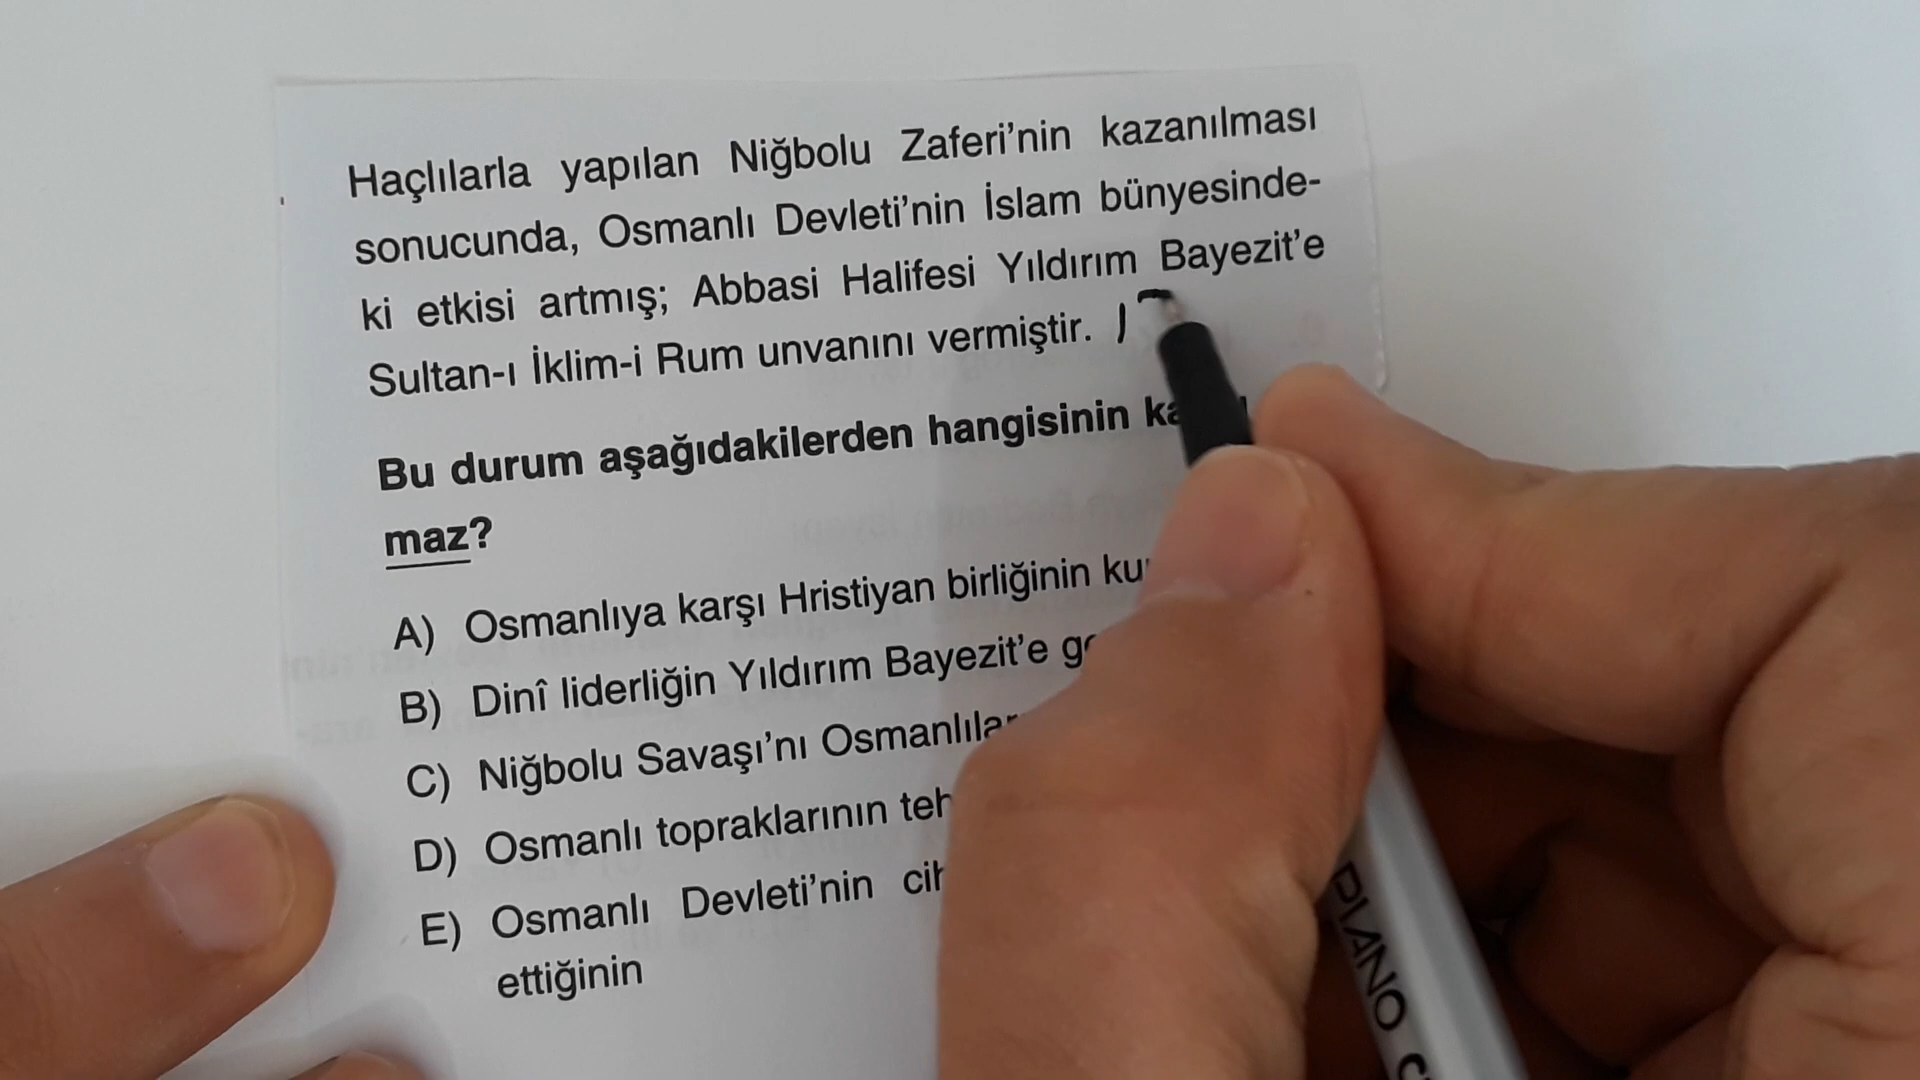 Haçlılarla yapılan Niğbolu Zaferi'nin kazanılması
sonucunda, Osmanlı Devleti'nin İslam bünyesinde-
ki etkisi artmış; Abbasi Halifesi Yıldırım Bayezit'e
Sultan-ı İklim-i Rum unvanını vermiştir.
Bu durum aşağıdakilerden hangisinin
maz?
A) Osmanlıya karşı Hristiyan birliğinin
B) Dinî liderliğin Yıldırım Bayezit'e
C) Niğbolu Savaşı'nı
D) Osmanlı topraklarının
E) Osmanlı Devleti'nin
ettiğinin
PIANO